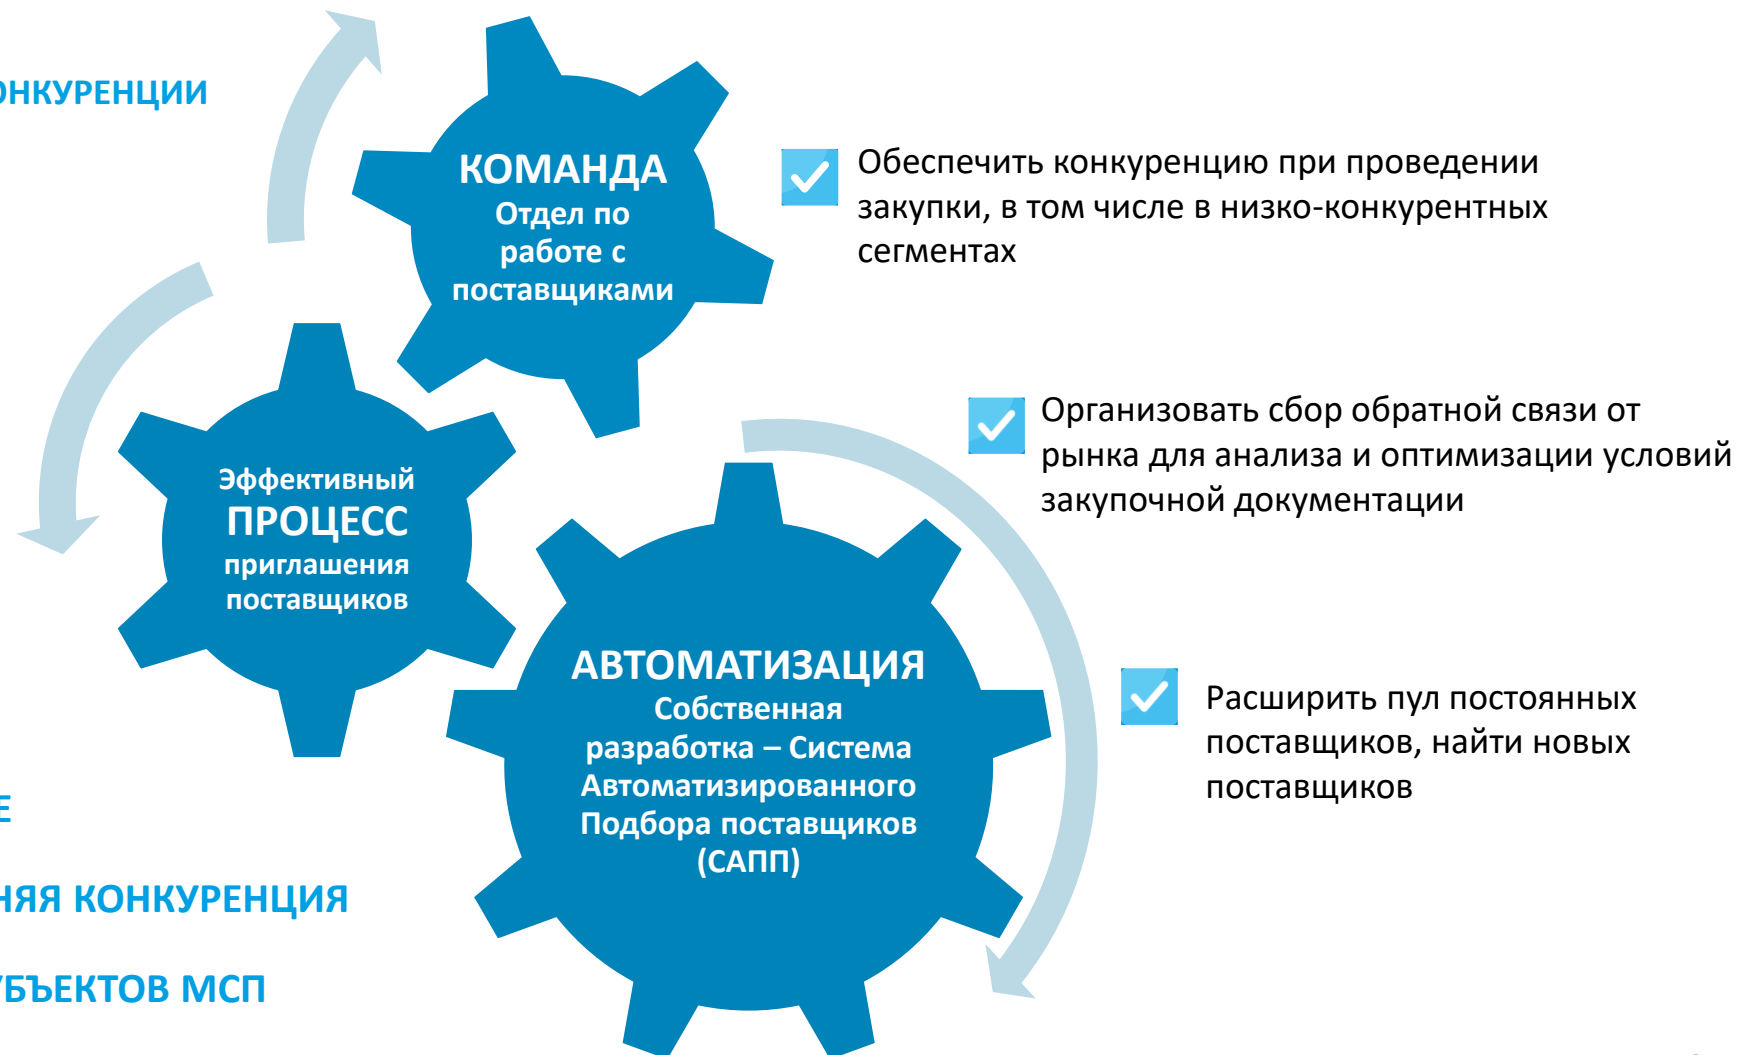 ОНКУРЕНЦИИ
КОМАНДА
Отдел по
работе с
поставщиками
Обеспечить конкуренцию при проведении
закупки, в том числе в низко-конкурентных
сегментах
Организовать сбор обратной связи от
рынка для анализа и оптимизации условий
закупочной документации
Эффективный
ПРОЦЕСС
приглашения
поставщиков
АВТОМАТИЗАЦИЯ
Собственная
разработка – Система
Автоматизированного
Подбора поставщиков
(САПП)
Расширить пул постоянных
поставщиков, найти новых
поставщиков
Е
НЯЯ КОНКУРЕНЦИЯ
УБЪЕКТОВ МСП